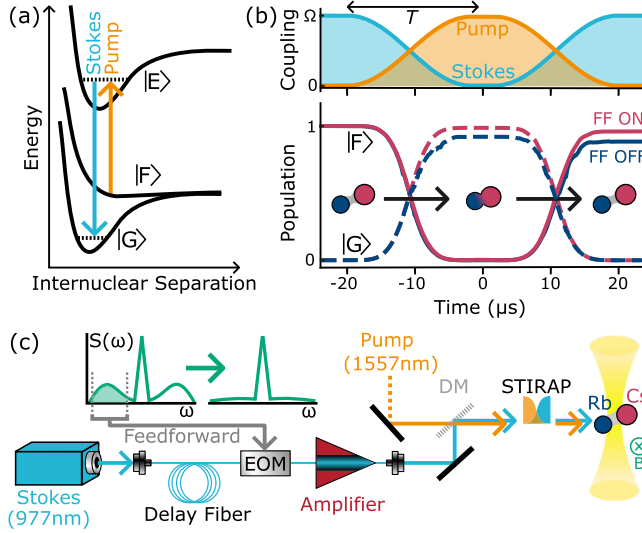 (a)
Energy
Stokes
Pump
|E⟩
|F⟩
|G⟩
Internuclear Separation
(b)
Coupling
Ω
0
T
Pump
Stokes
Population
1
0
|F⟩
|G⟩
FF ON
FF OFF
-20 -10 0 10 20
Time (μs)
(c)
S(ω)
ω
ω
Feedforward
Stokes
(977nm)
Delay Fiber
EOM
Amplifier
Pump
(1557nm)
DM
STIRAP
Rb
Cs
B